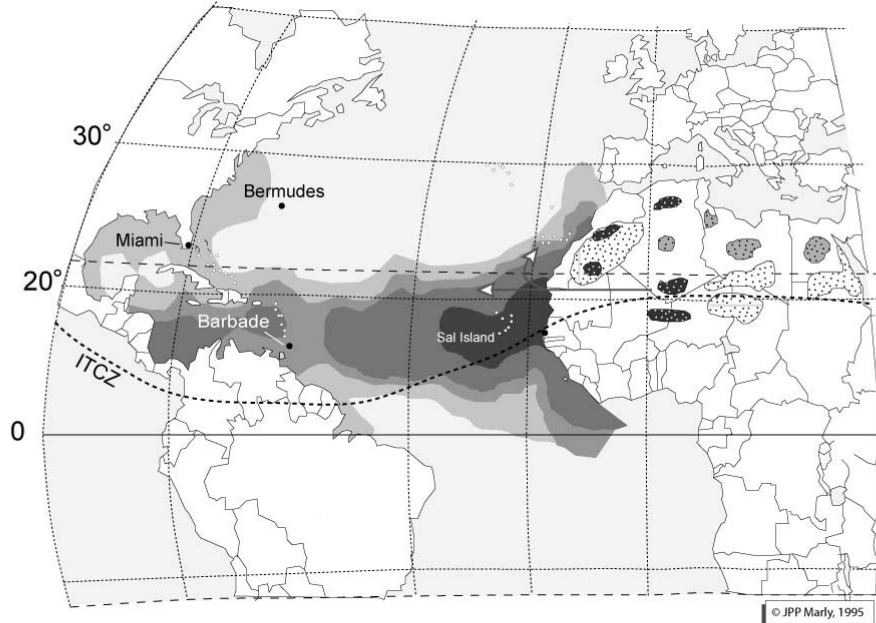 30°
Bermudes
Miami
20°
Barbade
Sal Island
ITCZ
0
© JPP Marly, 1995